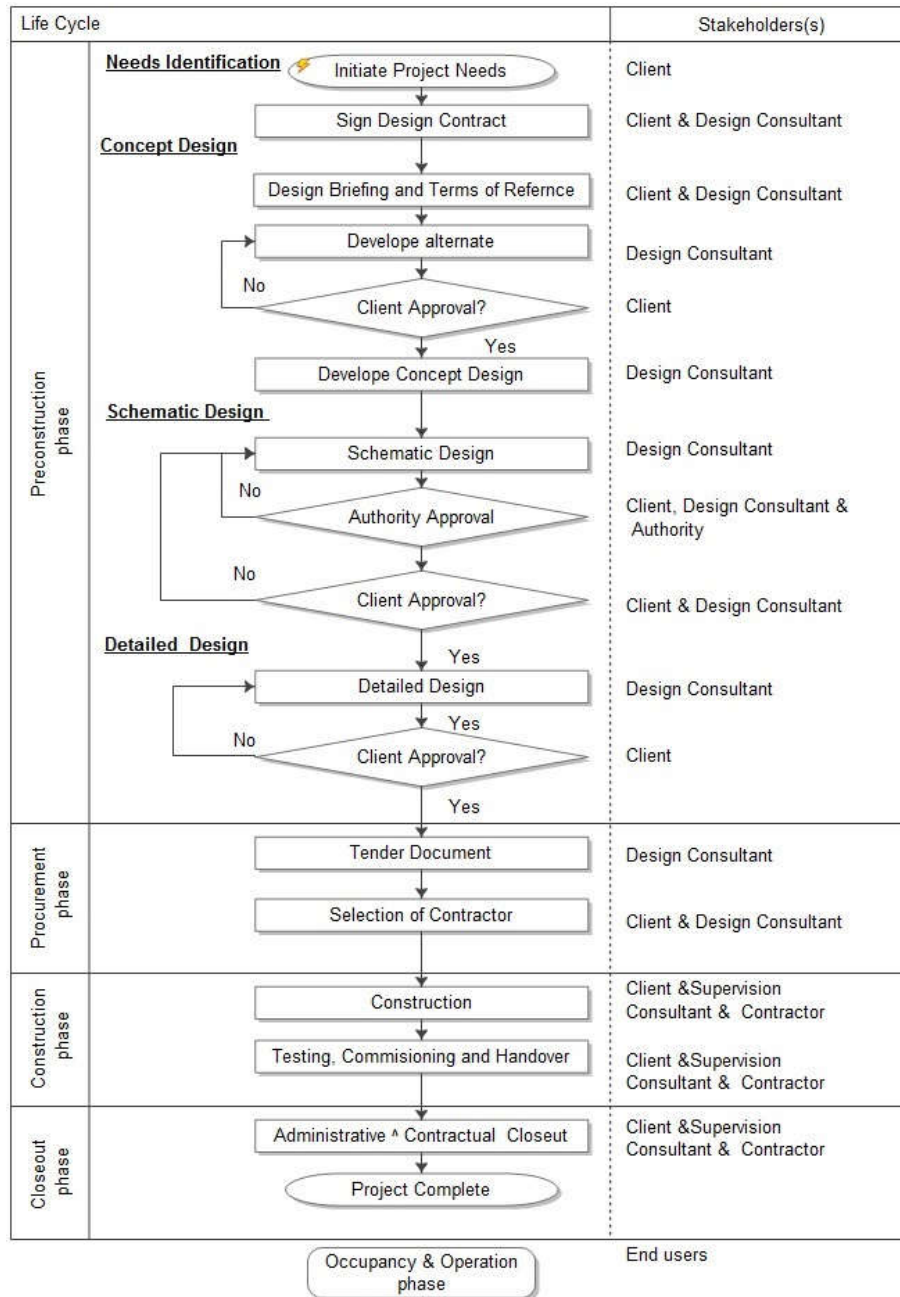 Life Cycle
Stakeholders(s)
Preconstruction
phase
Needs Identification
Initiate Project Needs
Client
Sign Design Contract
Client & Design Consultant
Concept Design
Design Briefing and Terms of Refernce
Client & Design Consultant
Develope alternate
Design Consultant
No
Client Approval?
Client
Yes
Develope Concept Design
Design Consultant
Schematic Design
Schematic Design
Design Consultant
No
Authority Approval
Client, Design Consultant &
Authority
No
Client Approval?
Client & Design Consultant
Detailed Design
Yes
Detailed Design
Design Consultant
Yes
No
Client Approval?
Client
Yes
Procurement
phase
Tender Document
Design Consultant
Selection of Contractor
Client & Design Consultant
Construction
phase
Construction
Client &Supervision
Consultant & Contractor
Testing, Commisioning and Handover
Client &Supervision
Consultant & Contractor
Closeout
phase
Administrative ^ Contractual Closeout
Client &Supervision
Consultant & Contractor
Project Complete
Occupancy & Operation
phase
End users